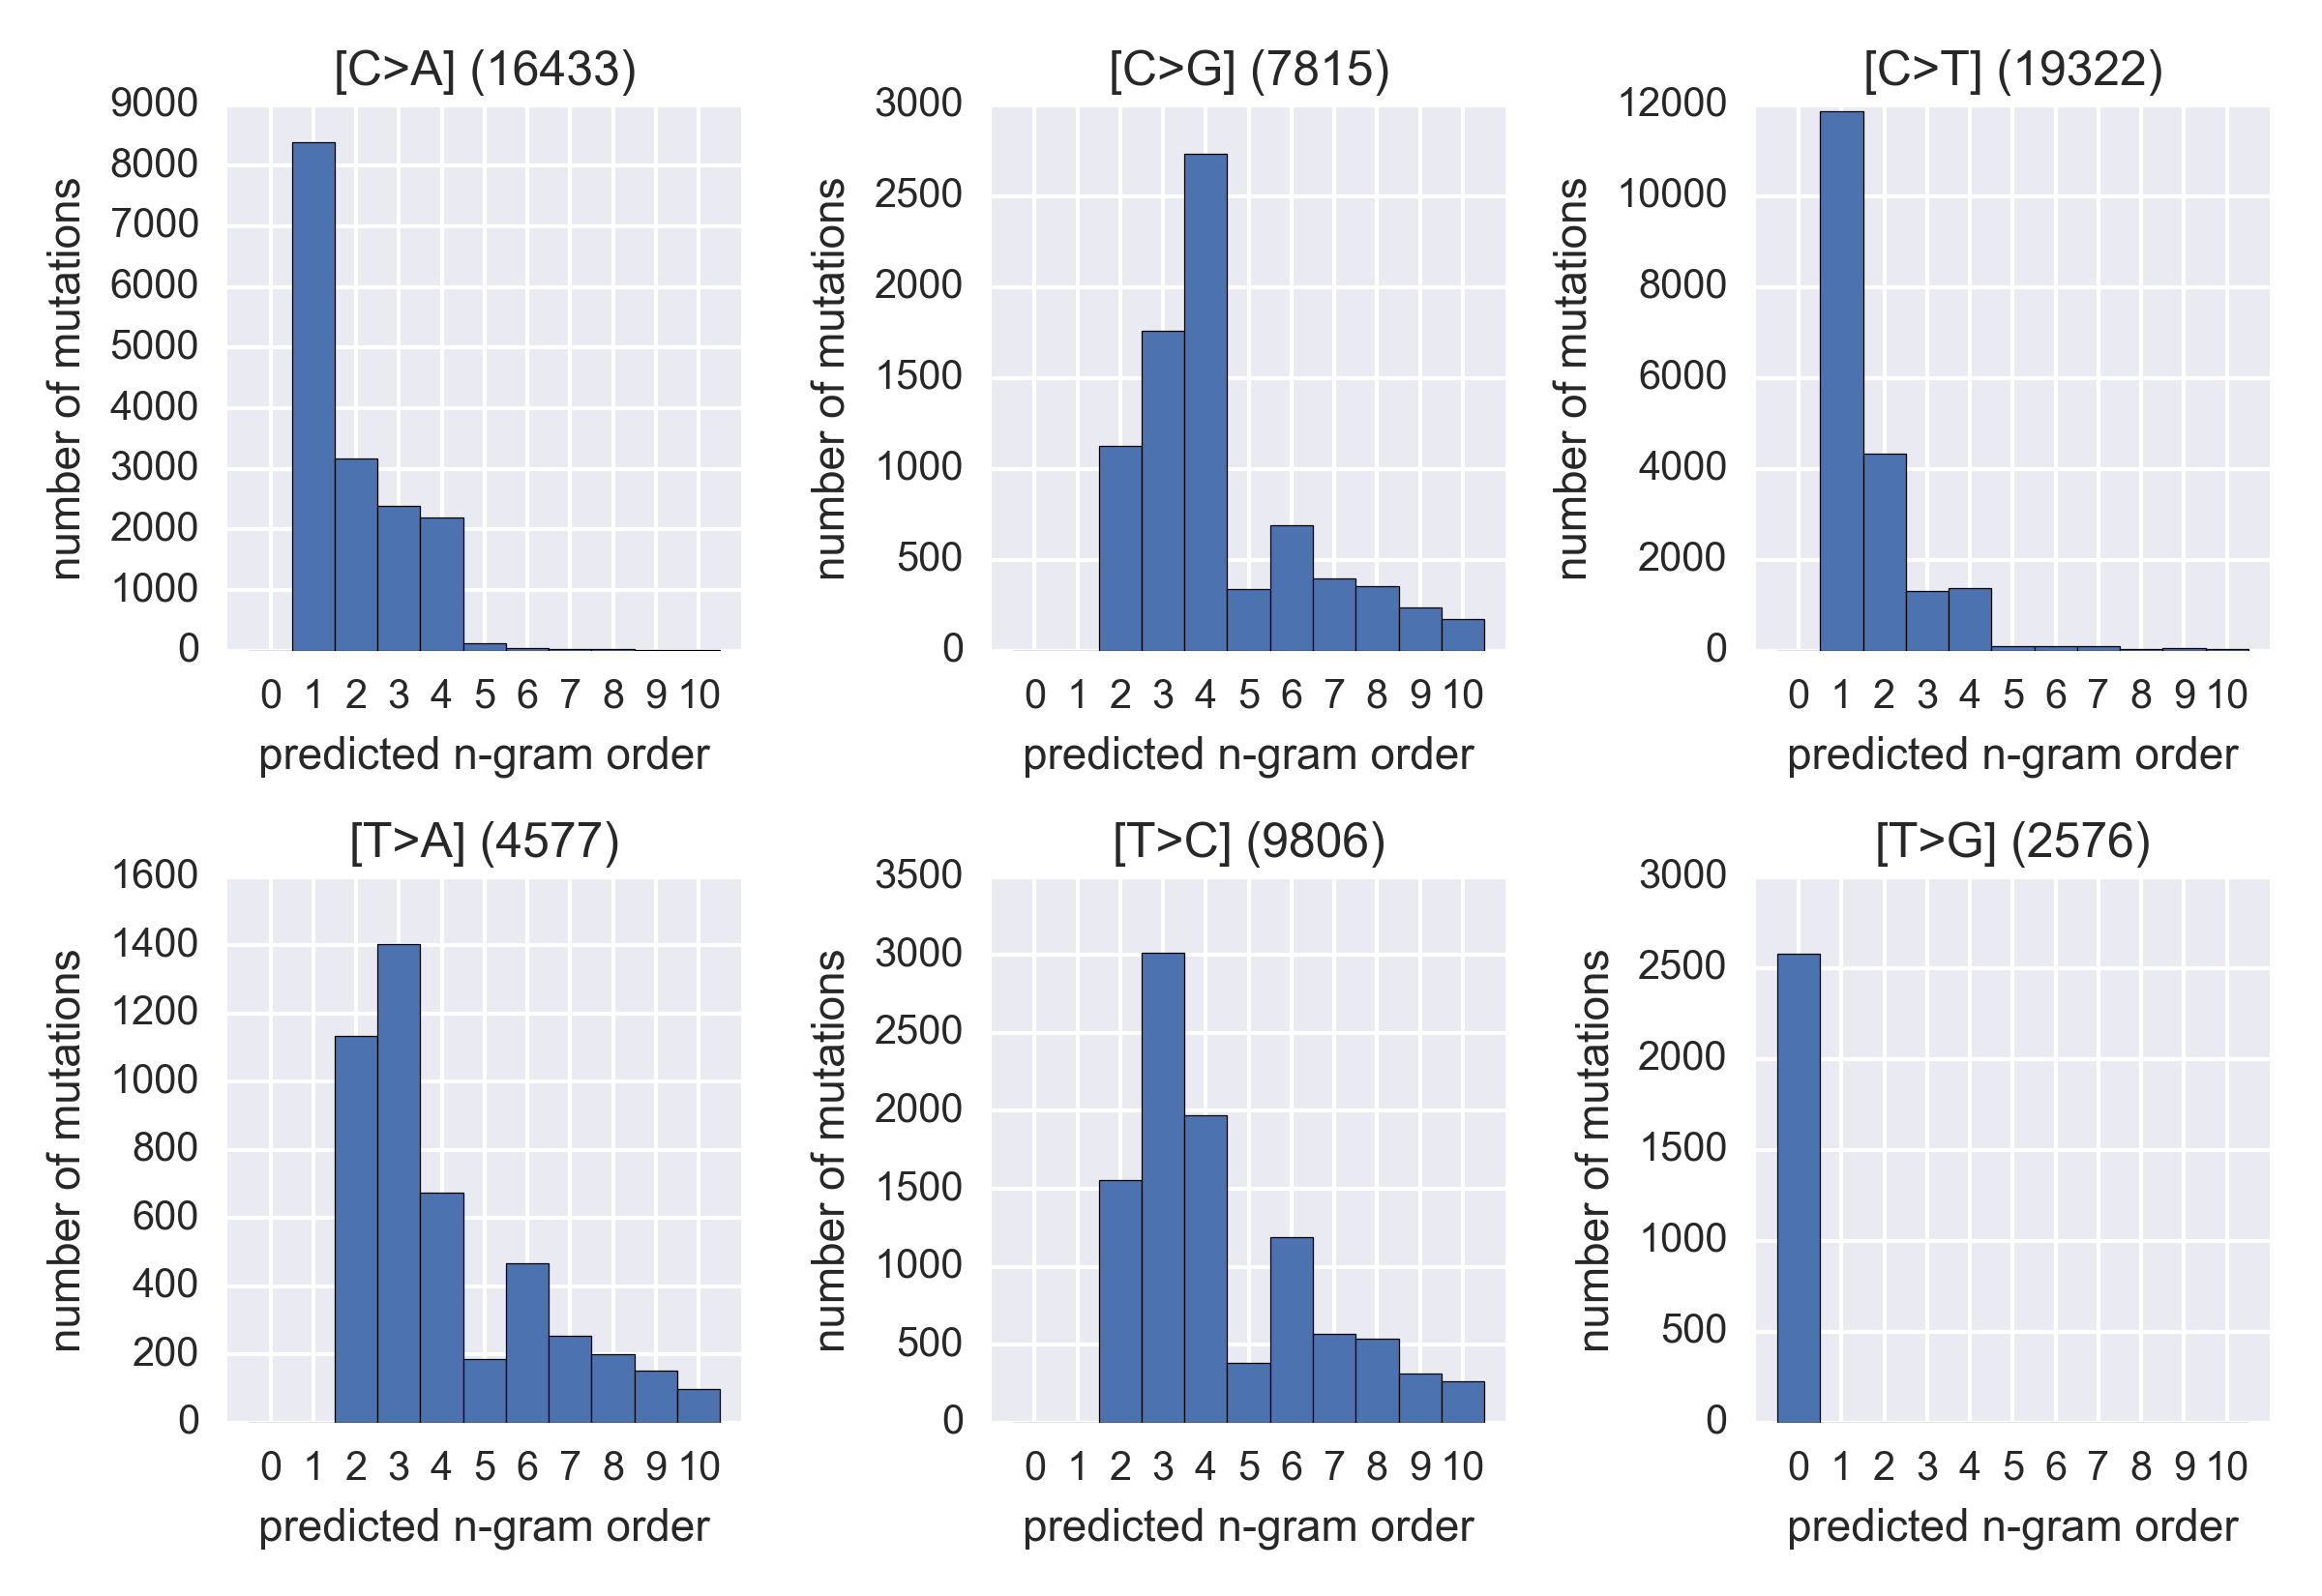 [C>A] (16433)
9000
8000
7000
6000
5000
4000
3000
2000
1000
0
number of mutations
0 1 2 3 4 5 6 7 8 9 10
predicted n-gram order
[C>G] (7815)
3000
2500
2000
1500
1000
500
0
number of mutations
0 1 2 3 4 5 6 7 8 9 10
predicted n-gram order
[C>T] (19322)
12000
10000
8000
6000
4000
2000
0
number of mutations
0 1 2 3 4 5 6 7 8 9 10
predicted n-gram order
[T>A] (4577)
1600
1400
1200
1000
800
600
400
200
0
number of mutations
0 1 2 3 4 5 6 7 8 9 10
predicted n-gram order
[T>C] (9806)
3500
3000
2500
2000
1500
1000
500
0
number of mutations
0 1 2 3 4 5 6 7 8 9 10
predicted n-gram order
[T>G] (2576)
3000
2500
2000
1500
1000
500
0
number of mutations
0 1 2 3 4 5 6 7 8 9 10
predicted n-gram order